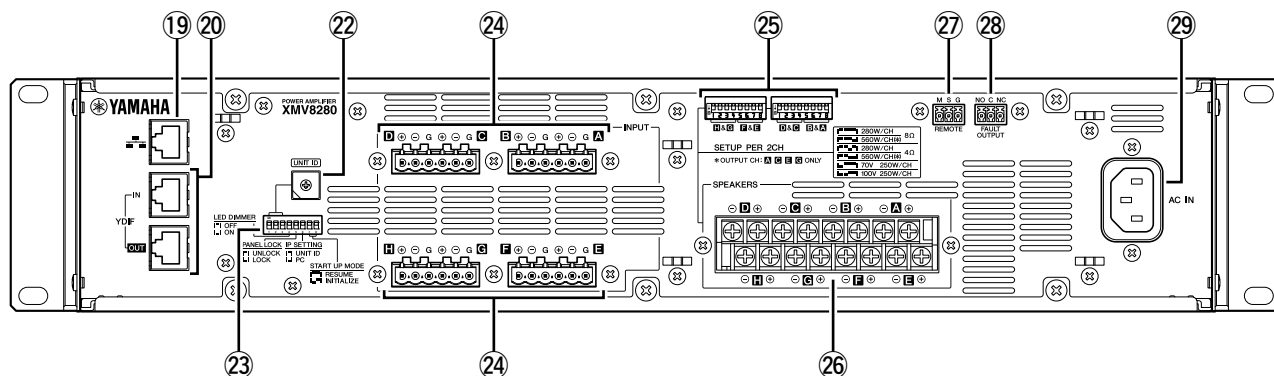 ⑲ ⑳ ㉒ ㉔ ㉕ ㉗ ㉘ ㉙
YAMAHA
POWER AMPLIFIER
XMV8280
D + − G + − G C B + − G + − G A
INPUT
H&G F&E D&C B&A
M S G
REMOTE
NO C NC
FAULT
OUTPUT
SETUP PER 2CH
*OUTPUT CH: A C E G ONLY
280W/CH
560W/CH(*) 8Ω
280W/CH
560W/CH(*) 4Ω
70V 250W/CH
100V 250W/CH
UNIT ID
IN
YDIF
OUT
LED DIMMER
OFF
ON
PANEL LOCK
UNLOCK
LOCK
IP SETTING
UNIT ID
PC
START UP MODE
RESUME
INITIALIZE
H + − G + − G G F + − G + − G E
SPEAKERS
− D + − C + − B + − A +
− H + − G + − F + − E +
AC IN
㉓ ㉔ ㉖